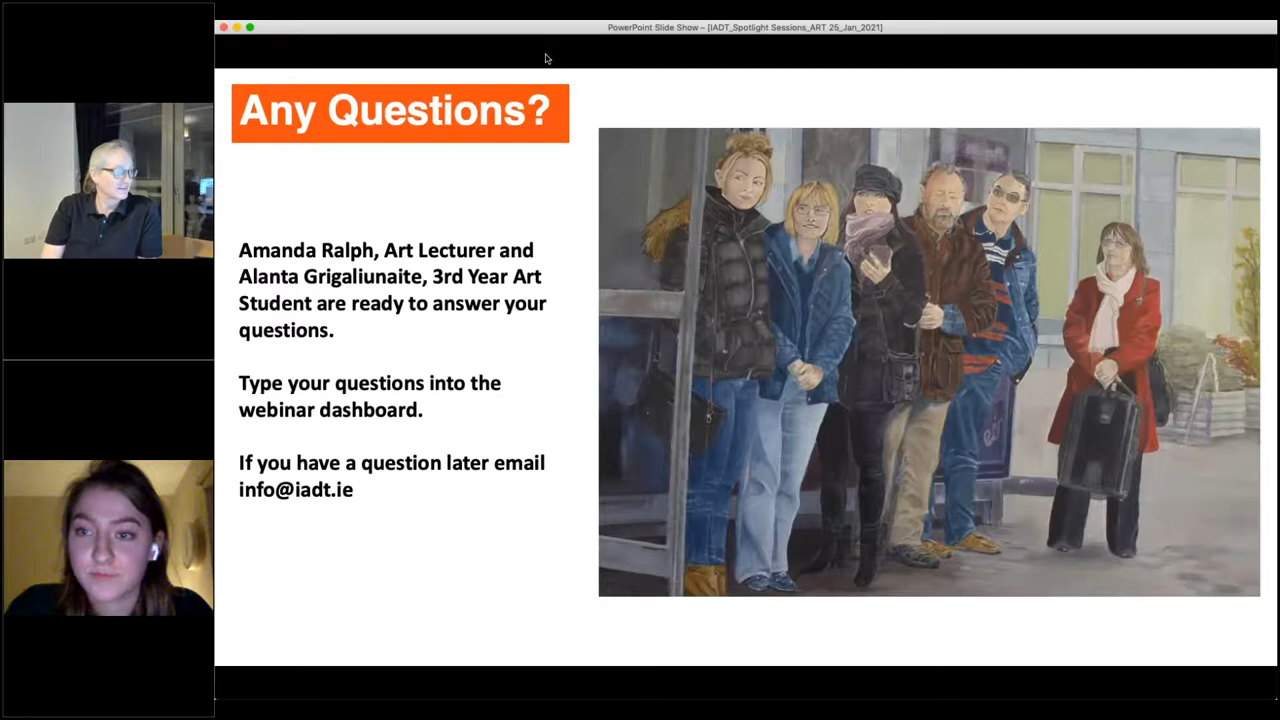 PowerPoint Slide Show – [IADT_Spotlight Sessions_ART 25_Jan_2021]
Any Questions?
Amanda Ralph, Art Lecturer and
Alanta Grigaliunaite, 3rd Year Art
Student are ready to answer your
questions.
Type your questions into the
webinar dashboard.
If you have a question later email
info@iadt.ie